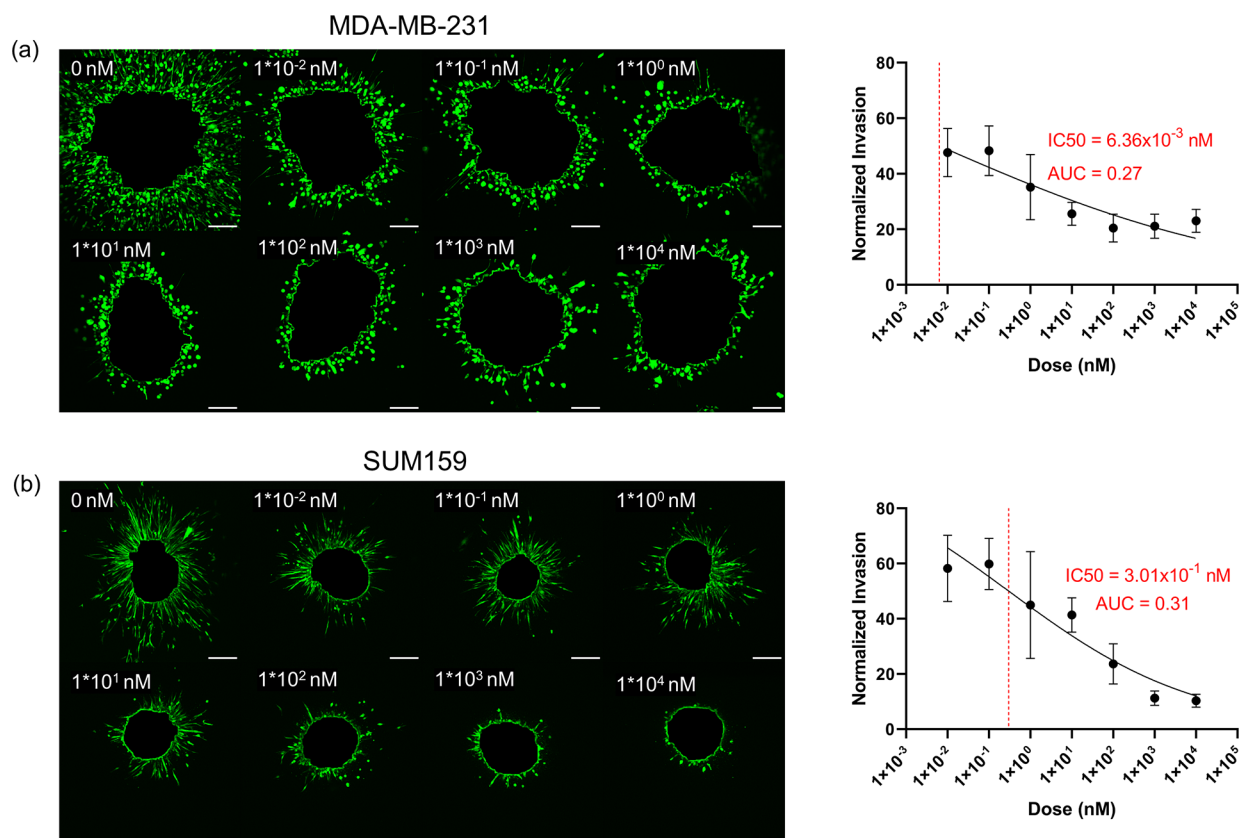 MDA-MB-231
(a)
0 nM
1*10⁻² nM
1*10⁻¹ nM
1*10⁰ nM
1*10¹ nM
1*10² nM
1*10³ nM
1*10⁴ nM
Normalized Invasion
80
60
40
20
0
IC50 = 6.36x10⁻³ nM
AUC = 0.27
1×10⁻³
1×10⁻²
1×10⁻¹
1×10⁰
1×10¹
1×10²
1×10³
1×10⁴
1×10⁵
Dose (nM)
SUM159
(b)
0 nM
1*10⁻² nM
1*10⁻¹ nM
1*10⁰ nM
1*10¹ nM
1*10² nM
1*10³ nM
1*10⁴ nM
Normalized Invasion
80
60
40
20
0
IC50 = 3.01x10⁻¹ nM
AUC = 0.31
1×10⁻³
1×10⁻²
1×10⁻¹
1×10⁰
1×10¹
1×10²
1×10³
1×10⁴
1×10⁵
Dose (nM)